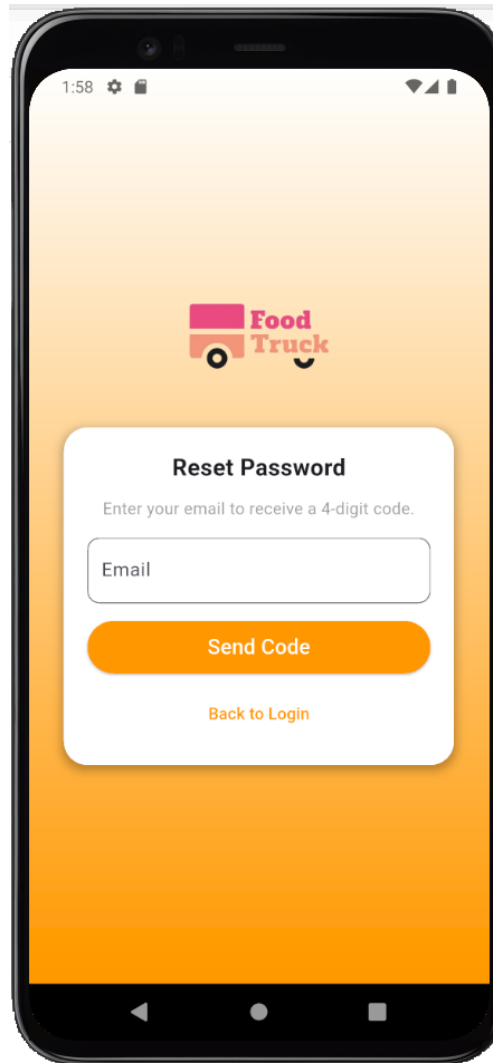 1:58
Food
Truck
Reset Password
Enter your email to receive a 4-digit code.
Email
Send Code
Back to Login